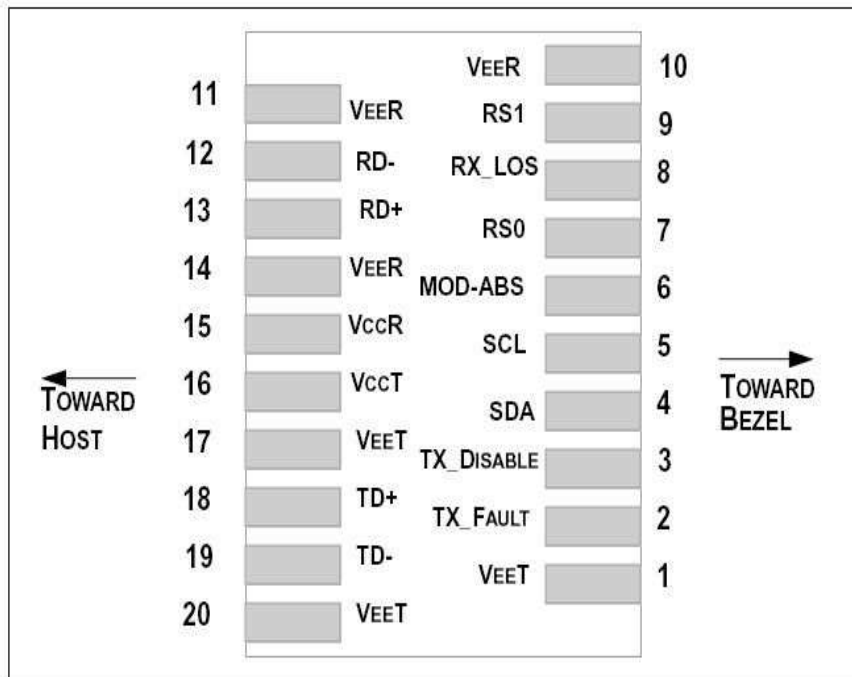 11 VEER
12 RD-
13 RD+
14 VEER
15 VCCR
16 VCCT
17 VEET
18 TD+
19 TD-
20 VEET
VEER 10
RS1 9
RX_LOS 8
RS0 7
MOD-ABS 6
SCL 5
SDA 4
TX_DISABLE 3
TX_FAULT 2
VEET 1
TOWARD
HOST
TOWARD
BEZEL